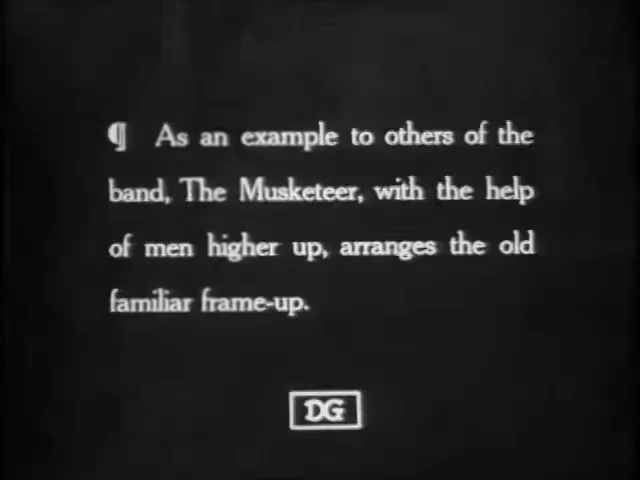 ¶ As an example to others of the
band, The Musketeer, with the help
of men higher up, arranges the old
familiar frame-up.
DG